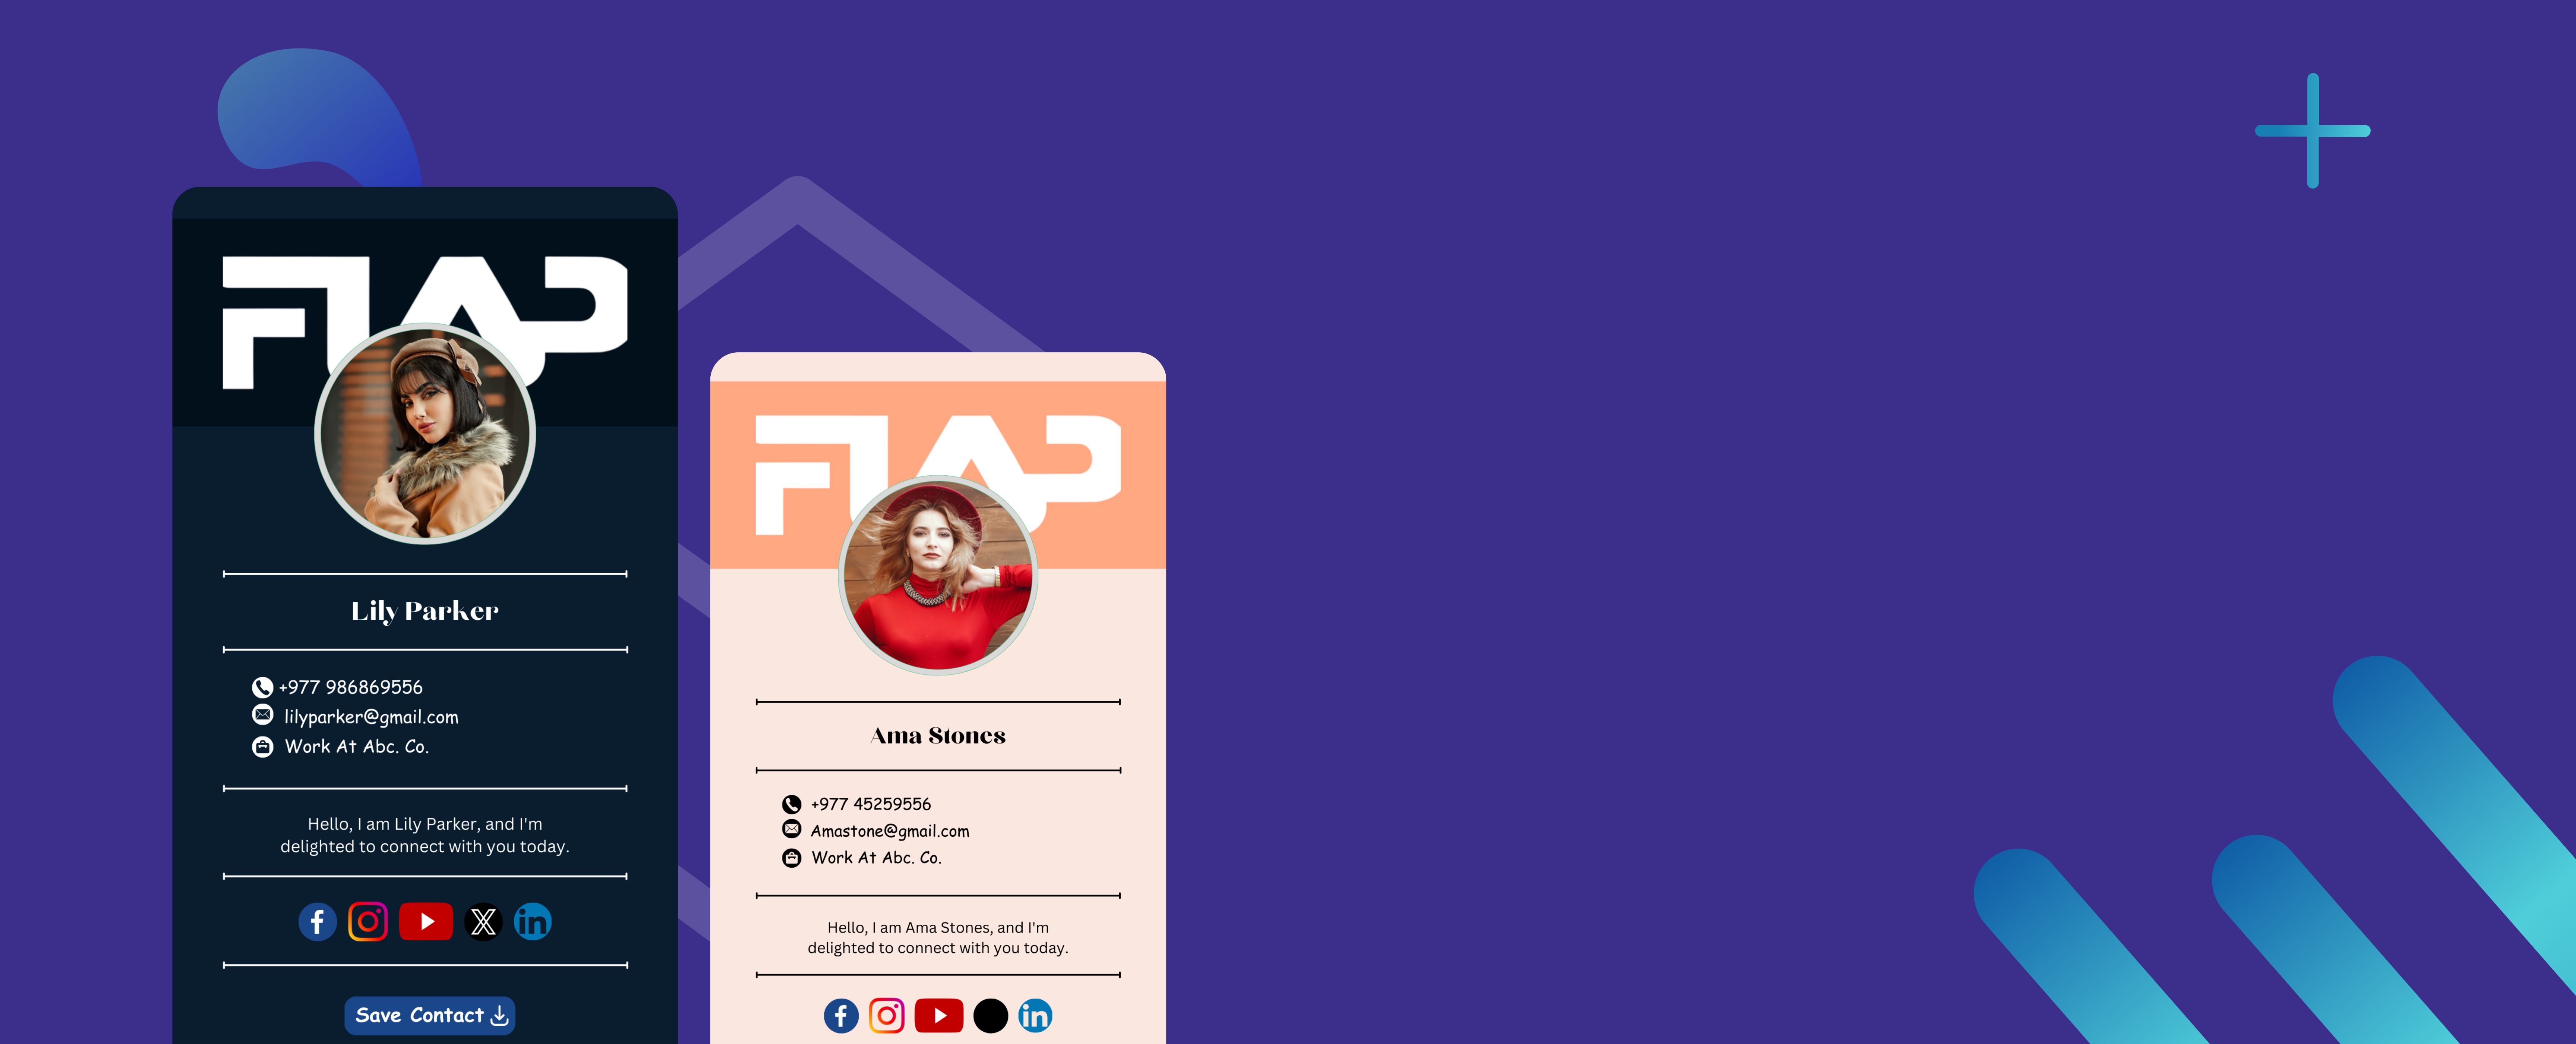 Lily Parker
+977 986869556
lilyparker@gmail.com
Work At Abc. Co.
Hello, I am Lily Parker, and I'm
delighted to connect with you today.
Save Contact
Ama Stones
+977 45259556
Amastone@gmail.com
Work At Abc. Co.
Hello, I am Ama Stones, and I'm
delighted to connect with you today.